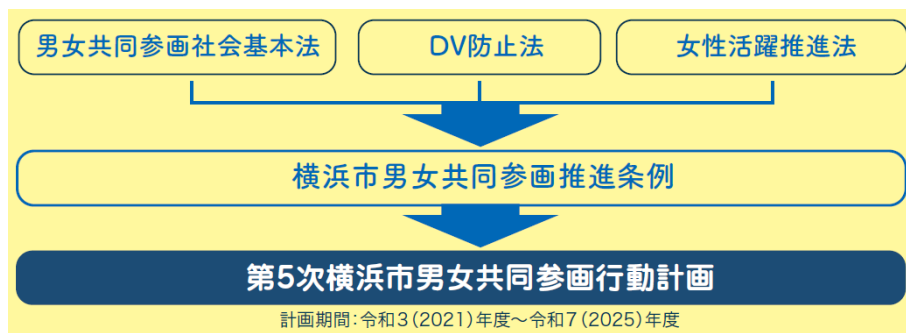 男女共同参画社会基本法
DV防止法
女性活躍推進法
横浜市男女共同参画推進条例
第5次横浜市男女共同参画行動計画
計画期間:令和3(2021)年度~令和7(2025)年度